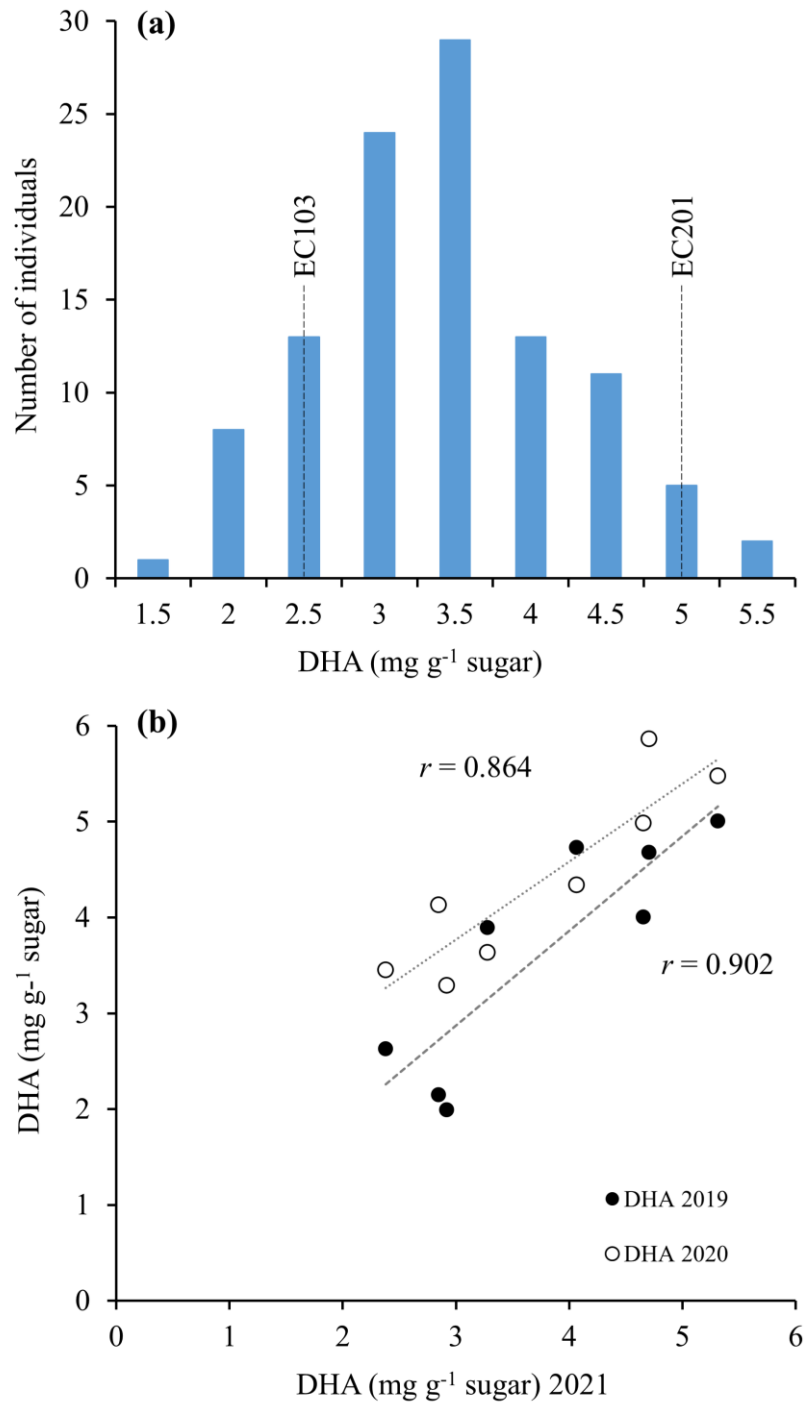 (a)
30
25
20
15
10
5
0
Number of individuals
EC103
EC201
1.5 2 2.5 3 3.5 4 4.5 5 5.5
DHA (mg g-1 sugar)
(b)
6
5
4
3
2
1
0
DHA (mg g-1 sugar)
r = 0.864
r = 0.902
DHA 2019
DHA 2020
0 1 2 3 4 5 6
DHA (mg g-1 sugar) 2021